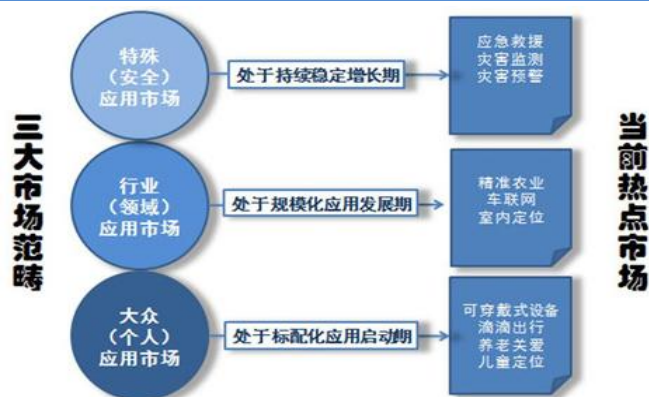 三大市场范畴
特殊
（安全）
应用市场
处于持续稳定增长期
应急救援
灾害监测
灾害预警
行业
（领域）
应用市场
处于规模化应用发展期
精准农业
车联网
室内定位
大众
（个人）
应用市场
处于标配化应用启动期
可穿戴式设备
滴滴出行
养老关爱
儿童定位
当前热点市场